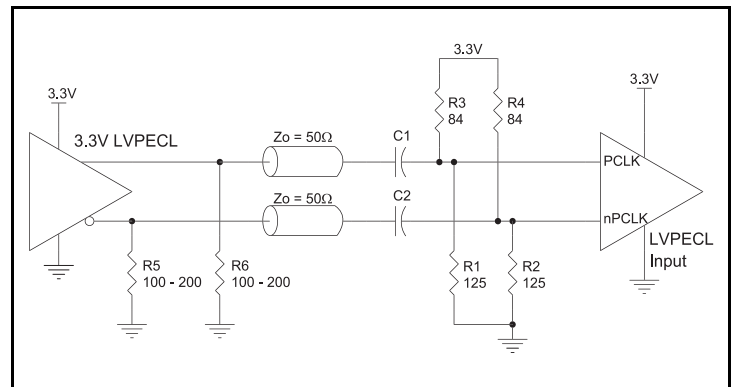 3.3V
3.3V
3.3V
R3
84
R4
84
3.3V LVPECL
Zo = 50Ω
C1
PCLK
Zo = 50Ω
C2
nPCLK
LVPECL
Input
R5
100 - 200
R6
100 - 200
R1
125
R2
125